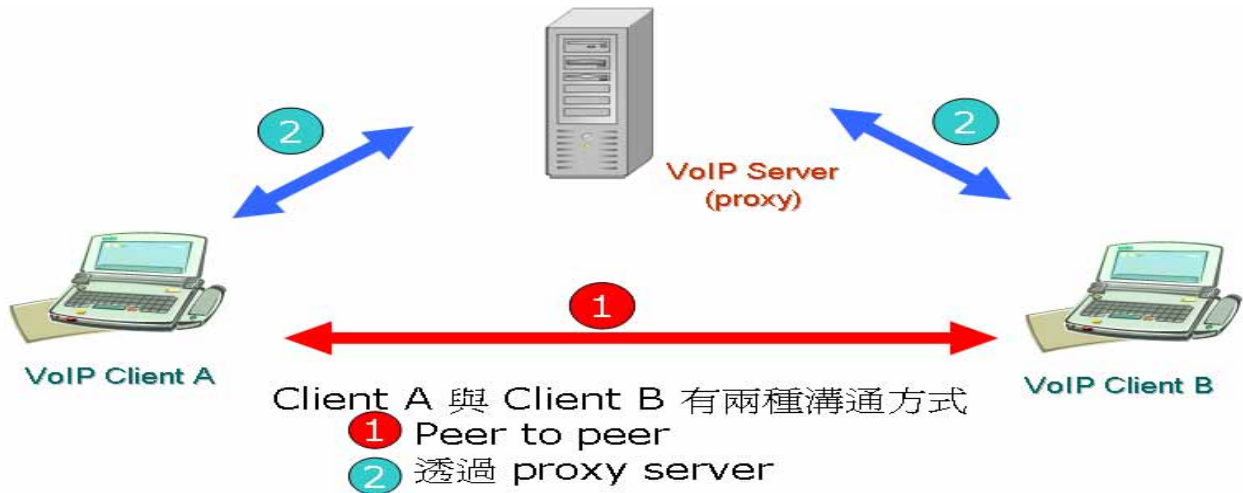 2
2
VoIP Server
(proxy)
1
VoIP Client A
VoIP Client B
Client A 與 Client B 有兩種溝通方式
1 Peer to peer
2 透過 proxy server